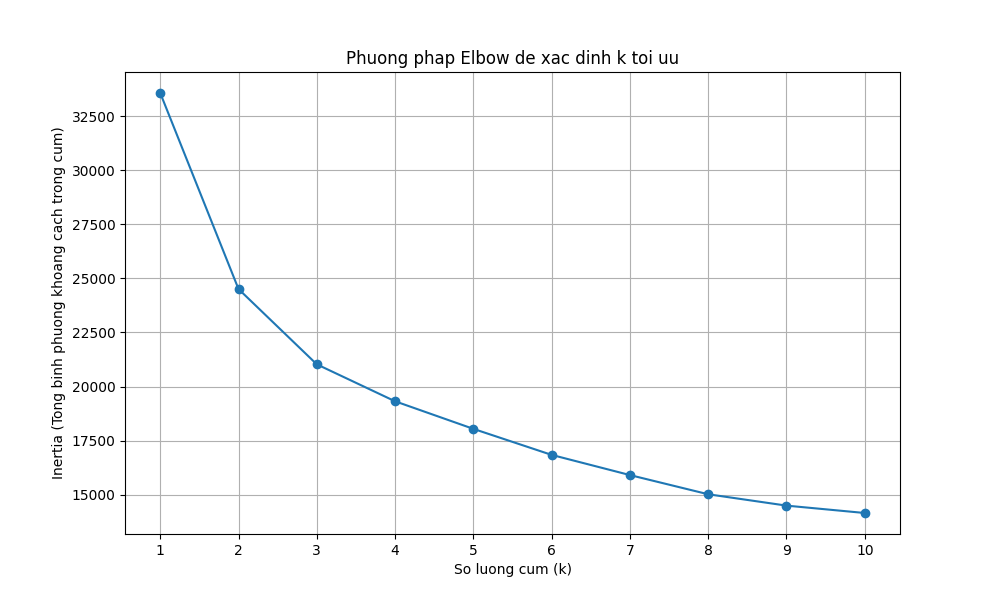 Phuong phap Elbow de xac dinh k toi uu
Inertia (Tong binh phuong khoang cach trong cum)
32500
30000
27500
25000
22500
20000
17500
15000
1 2 3 4 5 6 7 8 9 10
So luong cum (k)